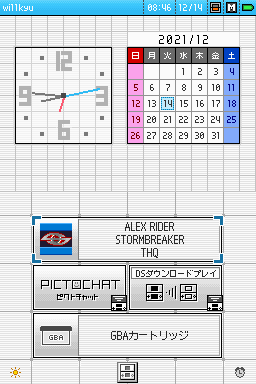 willkyu 08:46 12/14 M
12
9 3
6
2021/12
日 月 火 水 木 金 土
1 2 3 4
5 6 7 8 9 10 11
12 13 14 15 16 17 18
19 20 21 22 23 24 25
26 27 28 29 30 31
ALEX RIDER
STORMBREAKER
THQ
PICTOCHAT
ピクトチャット
DSダウンロードプレイ
GBA
GBAカートリッジ